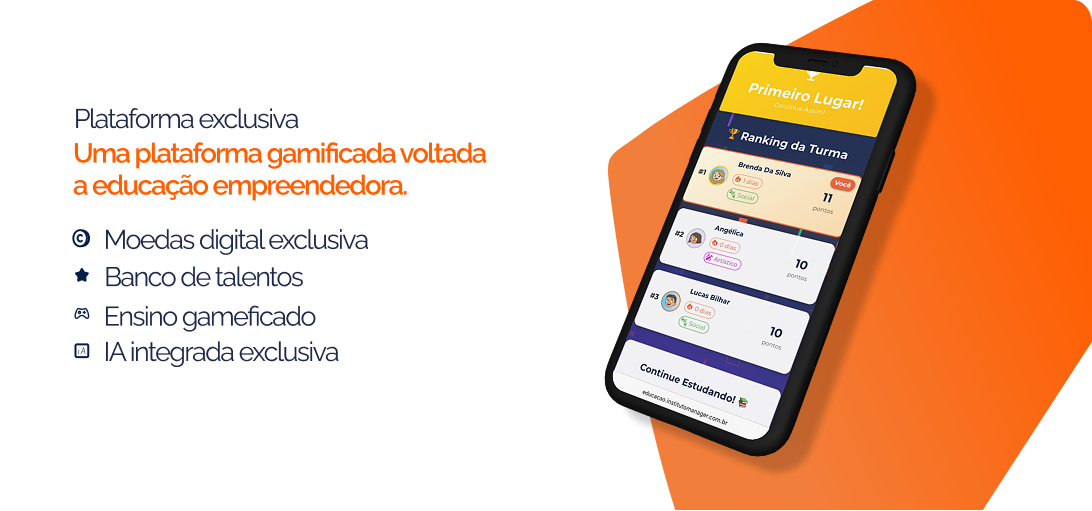 Plataforma exclusiva
Uma plataforma gamificada voltada
a educação empreendedora.
Moedas digital exclusiva
Banco de talentos
Ensino gameficado
IA integrada exclusiva
Primeiro Lugar!
Continue Assim!
Ranking da Turma
#1
Brenda Da Silva
1 dias
Social
Você
11
pontos
#2
Angélica
0 dias
Artístico
10
pontos
#3
Lucas Bilhar
0 dias
Social
10
pontos
Continue Estudando!
educacao.institutomanager.com.br